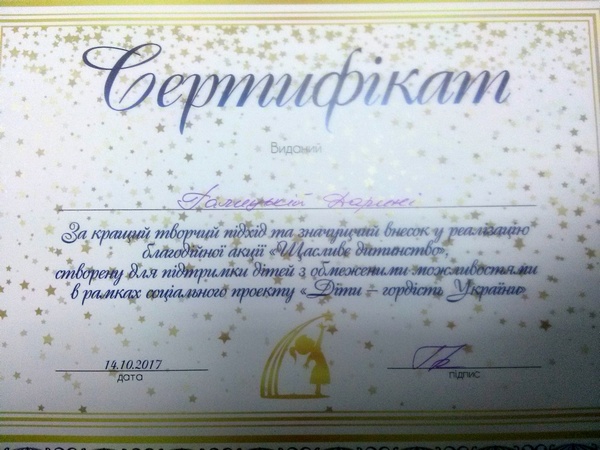 Сертифікат
Виданий
За кращий творчий підхід та значущий внесок у реалізацію
благодійної акції «Щасливе дитинство»,
створену для підтримки дітей з обмеженими можливостями
в рамках соціального проекту «Діти – гордість України»
14.10.2017
дата
підпис